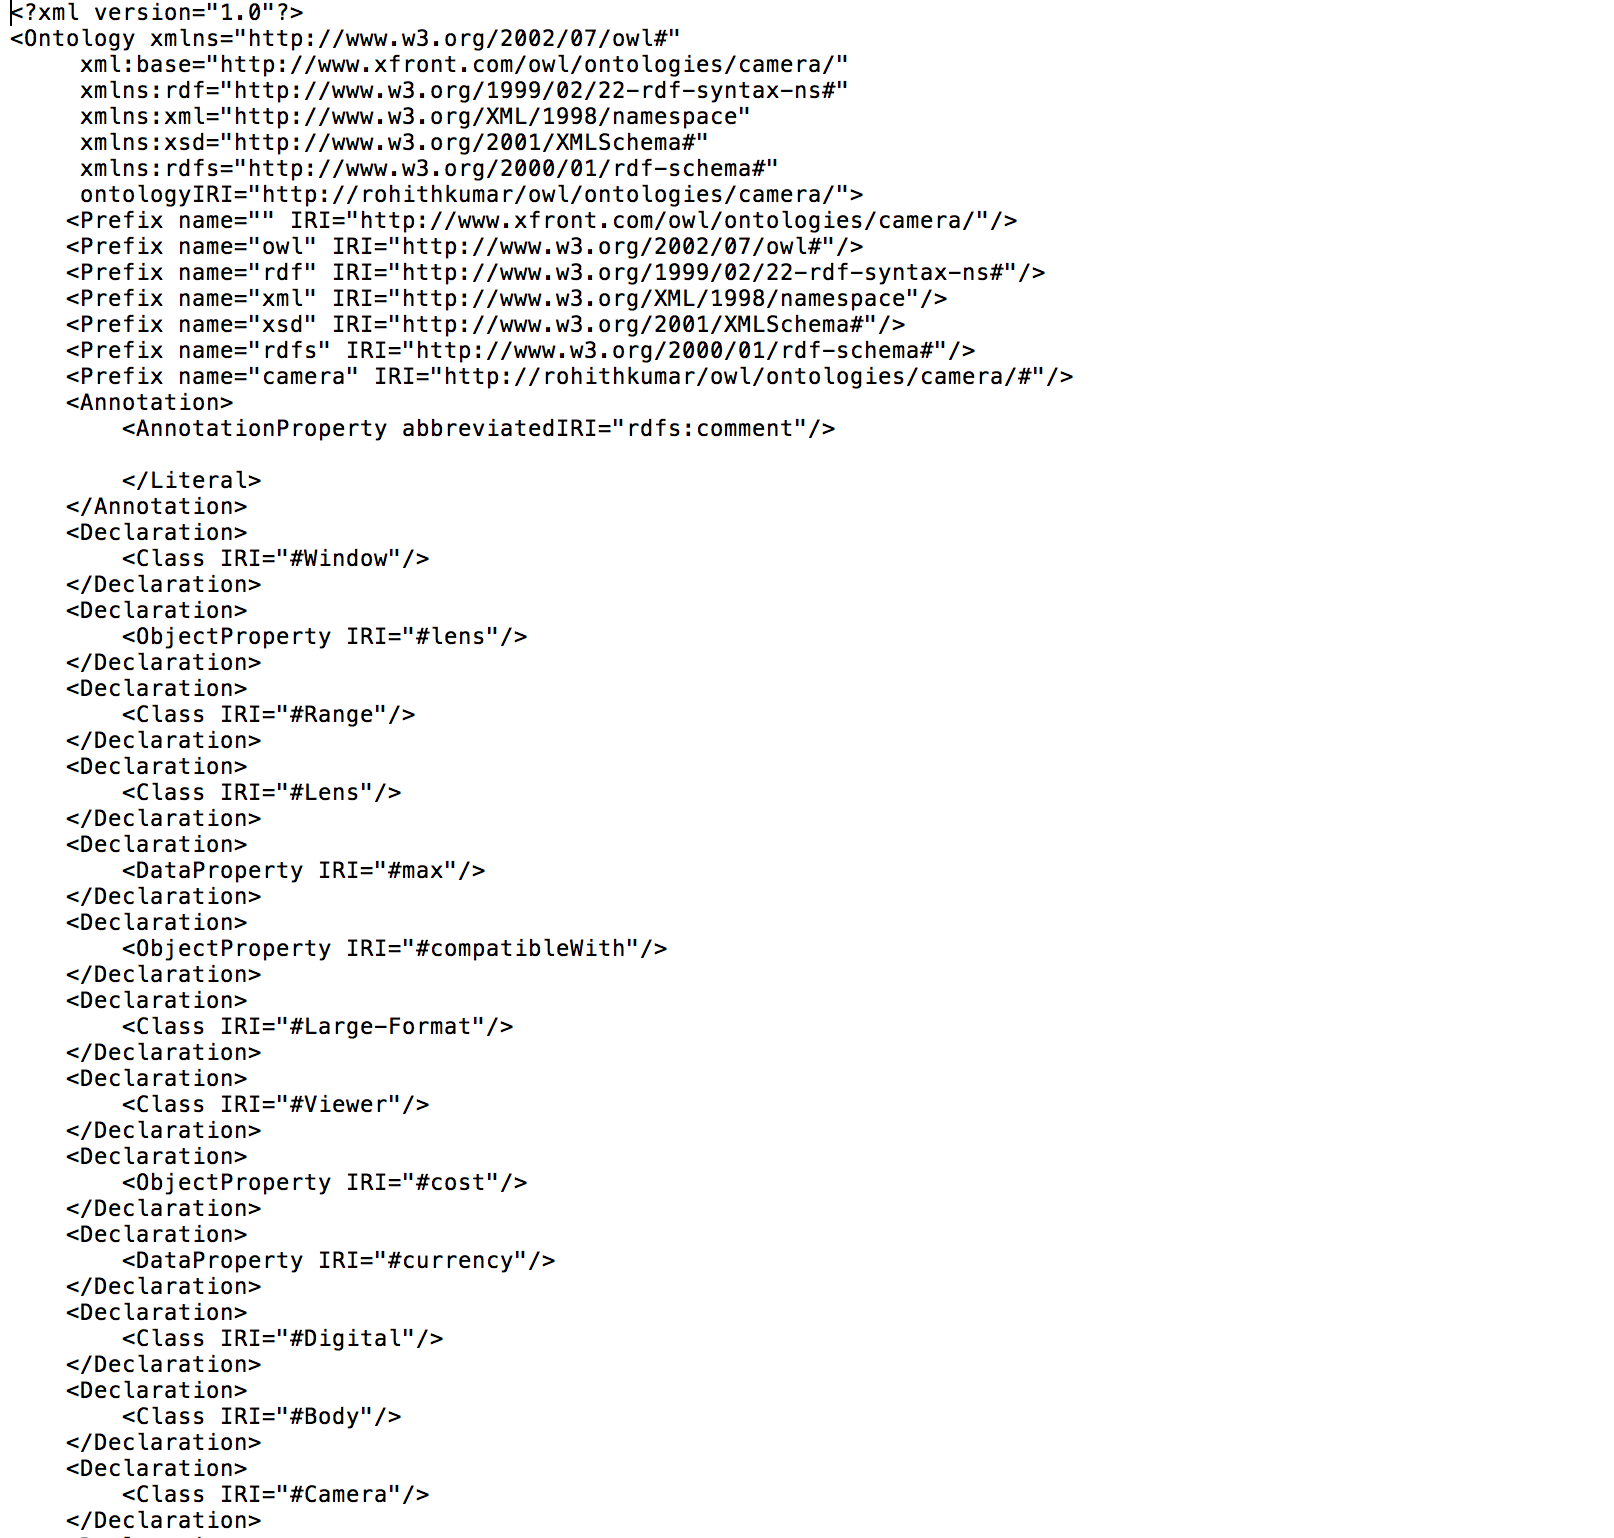 <?xml version="1.0"?>
<Ontology xmlns="http://www.w3.org/2002/07/owl#"
     xml:base="http://www.xfront.com/owl/ontologies/camera/"
     xmlns:rdf="http://www.w3.org/1999/02/22-rdf-syntax-ns#"
     xmlns:xml="http://www.w3.org/XML/1998/namespace"
     xmlns:xsd="http://www.w3.org/2001/XMLSchema#"
     xmlns:rdfs="http://www.w3.org/2000/01/rdf-schema#"
     ontologyIRI="http://rohithkumar/owl/ontologies/camera/">
    <Prefix name="" IRI="http://www.xfront.com/owl/ontologies/camera/"/>
    <Prefix name="owl" IRI="http://www.w3.org/2002/07/owl#"/>
    <Prefix name="rdf" IRI="http://www.w3.org/1999/02/22-rdf-syntax-ns#"/>
    <Prefix name="xml" IRI="http://www.w3.org/XML/1998/namespace"/>
    <Prefix name="xsd" IRI="http://www.w3.org/2001/XMLSchema#"/>
    <Prefix name="rdfs" IRI="http://www.w3.org/2000/01/rdf-schema#"/>
    <Prefix name="camera" IRI="http://rohithkumar/owl/ontologies/camera/#"/>
    <Annotation>
        <AnnotationProperty abbreviatedIRI="rdfs:comment"/>

        </Literal>
    </Annotation>
    <Declaration>
        <Class IRI="#Window"/>
    </Declaration>
    <Declaration>
        <ObjectProperty IRI="#lens"/>
    </Declaration>
    <Declaration>
        <Class IRI="#Range"/>
    </Declaration>
    <Declaration>
        <Class IRI="#Lens"/>
    </Declaration>
    <Declaration>
        <DataProperty IRI="#max"/>
    </Declaration>
    <Declaration>
        <ObjectProperty IRI="#compatibleWith"/>
    </Declaration>
    <Declaration>
        <Class IRI="#Large-Format"/>
    </Declaration>
    <Declaration>
        <Class IRI="#Viewer"/>
    </Declaration>
    <Declaration>
        <ObjectProperty IRI="#cost"/>
    </Declaration>
    <Declaration>
        <DataProperty IRI="#currency"/>
    </Declaration>
    <Declaration>
        <Class IRI="#Digital"/>
    </Declaration>
    <Declaration>
        <Class IRI="#Body"/>
    </Declaration>
    <Declaration>
        <Class IRI="#Camera"/>
    </Declaration>